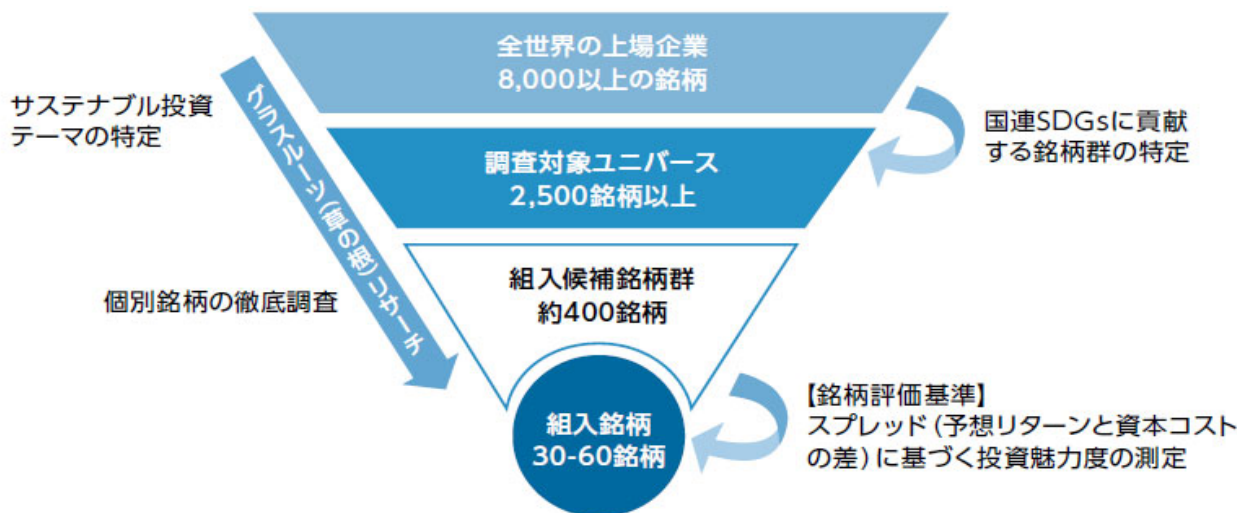 全世界の上場企業
8,000以上の銘柄
サステナブル投資
テーマの特定
グラスルーツ(草の根)リサーチ
国連SDGsに貢献
する銘柄群の特定
調査対象ユニバース
2,500銘柄以上
組入候補銘柄群
約400銘柄
個別銘柄の徹底調査
【銘柄評価基準】
スプレッド(予想リターンと資本コスト
の差)に基づく投資魅力度の測定
組入銘柄
30-60銘柄